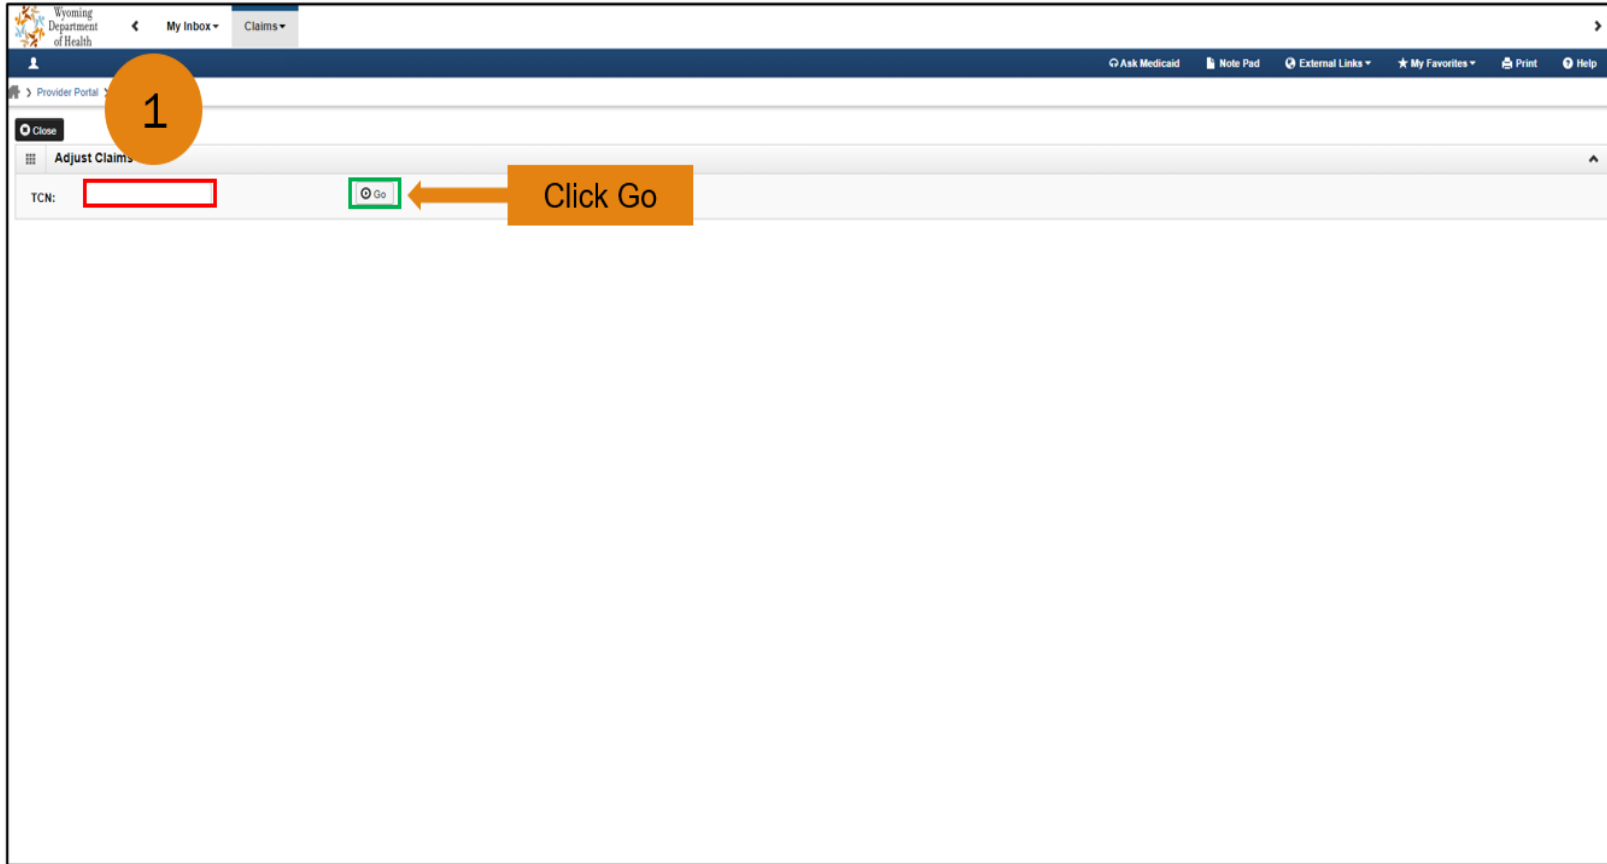 Wyoming
Department
of Health
My Inbox
Claims
Ask Medicaid
Note Pad
External Links
My Favorites
Print
Help
Provider Portal
1
Close
Adjust Claims
TCN:
Go
Click Go